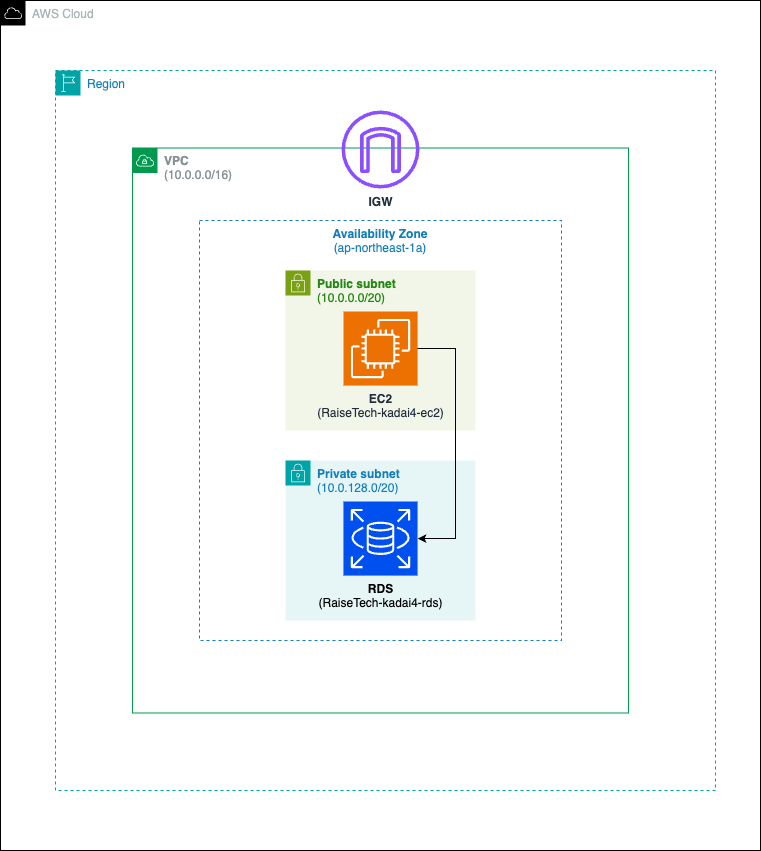 AWS Cloud
Region
VPC
(10.0.0.0/16)
IGW
Availability Zone
(ap-northeast-1a)
Public subnet
(10.0.0.0/20)
EC2
(RaiseTech-kadai4-ec2)
Private subnet
(10.0.128.0/20)
RDS
(RaiseTech-kadai4-rds)